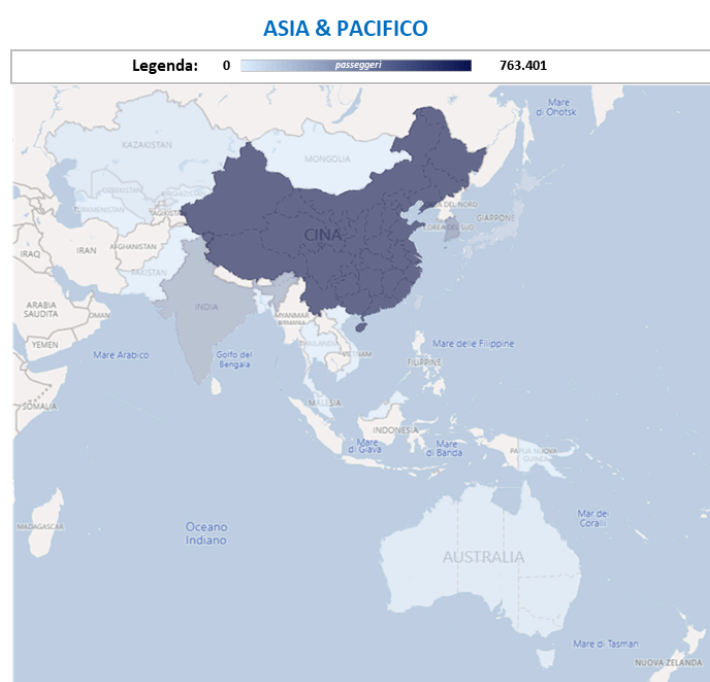 ASIA & PACIFICO
Legenda:
0
passeggeri
763.401
Mare
di Ohotsk
KAZAKISTAN
MONGOLIA
TURKMENISTAN
COREA DEL SUD
GIAPPONE
CINA
IRAQ
IRAN
AFGHANISTAN
PAKISTAN
ARABIA
SAUDITA
OMAN
INDIA
MYANMAR
BIRMANIA
YEMEN
Mare Arabico
Golfo del
Bengala
THAILANDIA
VIETNAM
Mare delle Filippine
FILIPPINE
SOMALIA
INDONESIA
Mare
di Giava
Mare
di Banda
PAPUA NUOVA
GUINEA
MADAGASCAR
Oceano
Indiano
Mar dei
Coralli
AUSTRALIA
Mare di Tasman
NUOVA ZELANDA